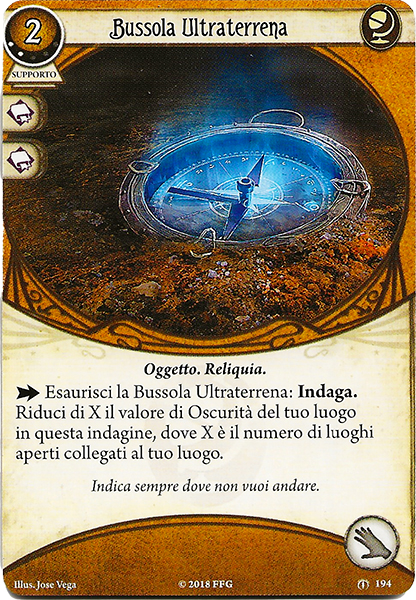 2
Bussola Ultraterrena
SUPPORTO
Oggetto. Reliquia.
Esaurisci la Bussola Ultraterrena: Indaga.
Riduci di X il valore di Oscurità del tuo luogo
in questa indagine, dove X è il numero di luoghi
aperti collegati al tuo luogo.
Indica sempre dove non vuoi andare.
Illus. Jose Vega
© 2018 FFG
194